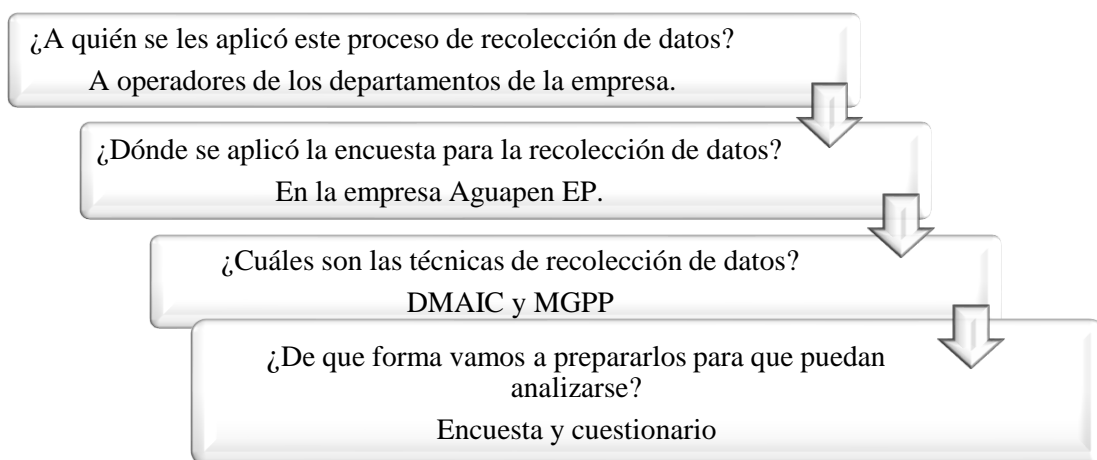 ¿A quién se les aplicó este proceso de recolección de datos?
A operadores de los departamentos de la empresa.
¿Dónde se aplicó la encuesta para la recolección de datos?
En la empresa Aguapen EP.
¿Cuáles son las técnicas de recolección de datos?
DMAIC y MGPP
¿De que forma vamos a prepararlos para que puedan
analizarse?
Encuesta y cuestionario